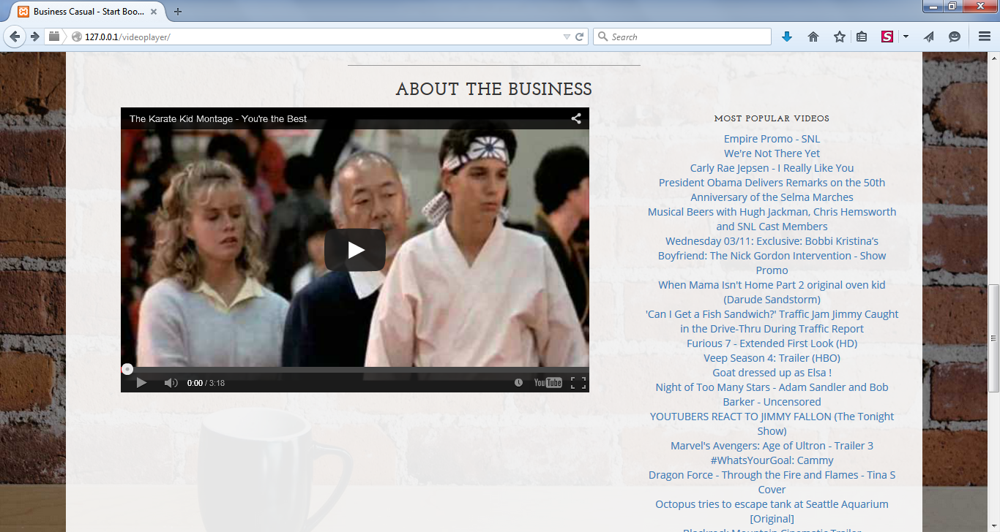 Business Casual - Start Boo...
127.0.0.1/videoplayer/
Search
S
ABOUT THE BUSINESS
The Karate Kid Montage - You're the Best
0:00 / 3:18
YouTube
MOST POPULAR VIDEOS
Empire Promo - SNL
We're Not There Yet
Carly Rae Jepsen - I Really Like You
President Obama Delivers Remarks on the 50th
Anniversary of the Selma Marches
Musical Beers with Hugh Jackman, Chris Hemsworth
and SNL Cast Members
Wednesday 03/11: Exclusive: Bobbi Kristina’s
Boyfriend: The Nick Gordon Intervention - Show
Promo
When Mama Isn't Home Part 2 original oven kid
(Darude Sandstorm)
'Can I Get a Fish Sandwich?' Traffic Jam Jimmy Caught
in the Drive-Thru During Traffic Report
Furious 7 - Extended First Look (HD)
Veep Season 4: Trailer (HBO)
Goat dressed up as Elsa !
Night of Too Many Stars - Adam Sandler and Bob
Barker - Uncensored
YOUTUBERS REACT TO JIMMY FALLON (The Tonight
Show)
Marvel's Avengers: Age of Ultron - Trailer 3
#WhatsYourGoal: Cammy
Dragon Force - Through the Fire and Flames - Tina S
Cover
Octopus tries to escape tank at Seattle Aquarium
[Original]
Blackrock Mountain Cinematic Trailer